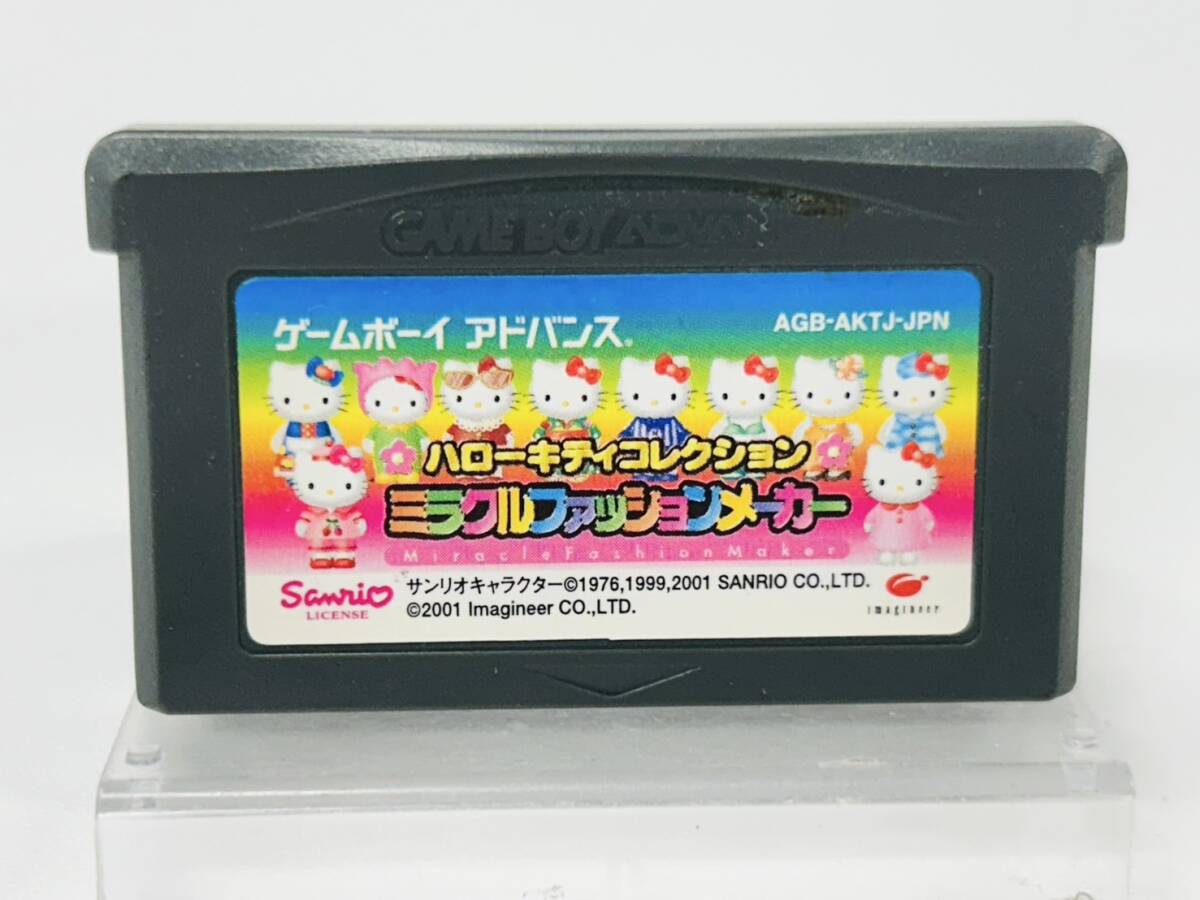 GAME BOY ADVA
ゲームボーイ アドバンス®
AGB-AKTJ-JPN
ハローキティコレクション
ミラクルファッションメーカー
MiracleFashionMaker
Sanrio
LICENSE
サンリオキャラクター©1976,1999,2001 SANRIO CO.,LTD.
©2001 Imagineer CO.,LTD.
imagineer